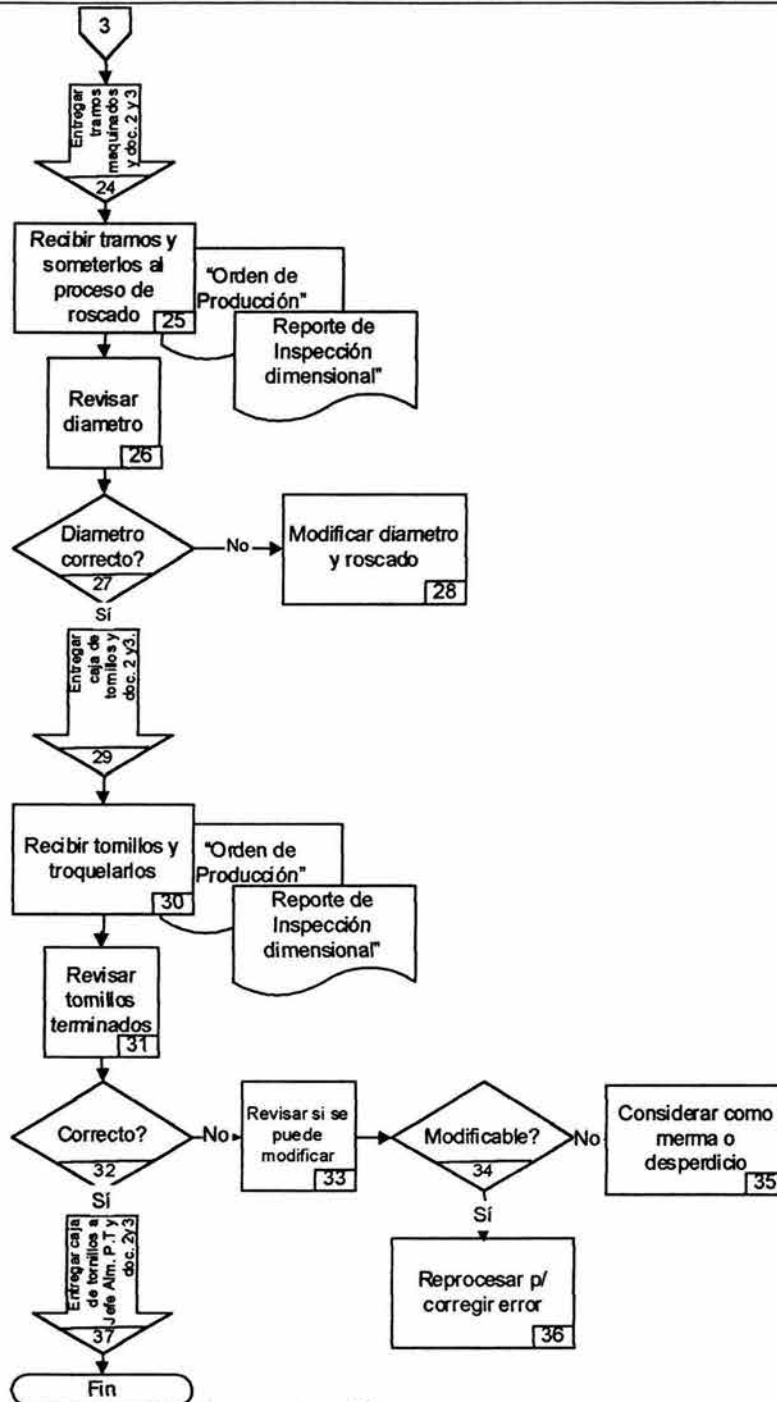 3
Entregar
tramos
maquinados
y doc. 2 y 3
24
Recibir tramos y
someterlos al
proceso de
roscado
25
"Orden de
Producción"
Reporte de
Inspección
dimensional"
Revisar
diametro
26
Diametro
correcto?
27
No
Modificar diametro
y roscado
28
Sí
Entregar
caja de
tornillos y
doc. 2 y3.
29
Recibir tornillos y
troquelarlos
30
"Orden de
Producción"
Reporte de
Inspección
dimensional"
Revisar
tornillos
terminados
31
Correcto?
32
No
Revisar si se
puede
modificar
33
Modificable?
34
No
Considerar como
merma o
desperdicio
35
Sí
Reprocesar p/
corregir error
36
Sí
Entregar caja
de tornillos a
Jefe Alm. P.T y
doc. 2y3
37
Fin